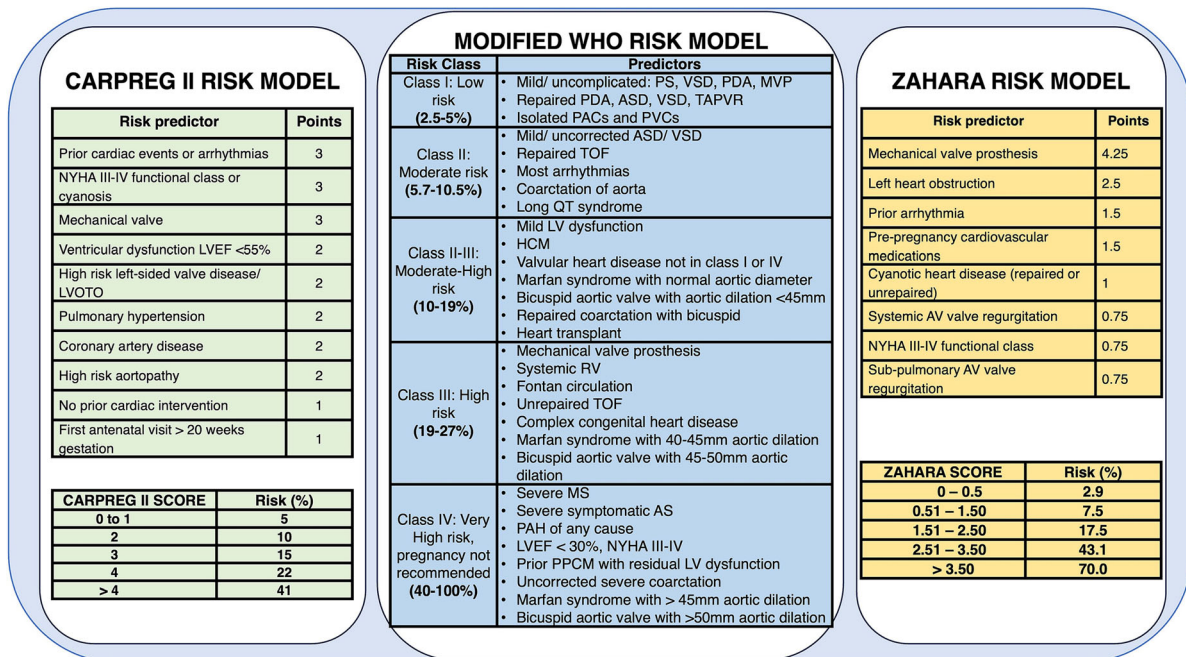 CARPREG II RISK MODEL
Risk predictor Points
Prior cardiac events or arrhythmias 3
NYHA III-IV functional class or
cyanosis 3
Mechanical valve 3
Ventricular dysfunction LVEF <55% 2
High risk left-sided valve disease/
LVOTO 2
Pulmonary hypertension 2
Coronary artery disease 2
High risk aortopathy 2
No prior cardiac intervention 1
First antenatal visit > 20 weeks
gestation 1
CARPREG II SCORE Risk (%)
0 to 1 5
2 10
3 15
4 22
> 4 41
MODIFIED WHO RISK MODEL
Risk Class Predictors
Class I: Low
risk
(2.5-5%)
• Mild/ uncomplicated: PS, VSD, PDA, MVP
• Repaired PDA, ASD, VSD, TAPVR
• Isolated PACs and PVCs
Class II:
Moderate risk
(5.7-10.5%)
• Mild/ uncorrected ASD/ VSD
• Repaired TOF
• Most arrhythmias
• Coarctation of aorta
• Long QT syndrome
Class II-III:
Moderate-High
risk
(10-19%)
• Mild LV dysfunction
• HCM
• Valvular heart disease not in class I or IV
• Marfan syndrome with normal aortic diameter
• Bicuspid aortic valve with aortic dilation <45mm
• Repaired coarctation with bicuspid
• Heart transplant
Class III: High
risk
(19-27%)
• Mechanical valve prosthesis
• Systemic RV
• Fontan circulation
• Unrepaired TOF
• Complex congenital heart disease
• Marfan syndrome with 40-45mm aortic dilation
• Bicuspid aortic valve with 45-50mm aortic
dilation
Class IV: Very
High risk,
pregnancy not
recommended
(40-100%)
• Severe MS
• Severe symptomatic AS
• PAH of any cause
• LVEF < 30%, NYHA III-IV
• Prior PPCM with residual LV dysfunction
• Uncorrected severe coarctation
• Marfan syndrome with > 45mm aortic dilation
• Bicuspid aortic valve with >50mm aortic dilation
ZAHARA RISK MODEL
Risk predictor Points
Mechanical valve prosthesis 4.25
Left heart obstruction 2.5
Prior arrhythmia 1.5
Pre-pregnancy cardiovascular
medications 1.5
Cyanotic heart disease (repaired or
unrepaired) 1
Systemic AV valve regurgitation 0.75
NYHA III-IV functional class 0.75
Sub-pulmonary AV valve
regurgitation 0.75
ZAHARA SCORE Risk (%)
0 – 0.5 2.9
0.51 – 1.50 7.5
1.51 – 2.50 17.5
2.51 – 3.50 43.1
> 3.50 70.0